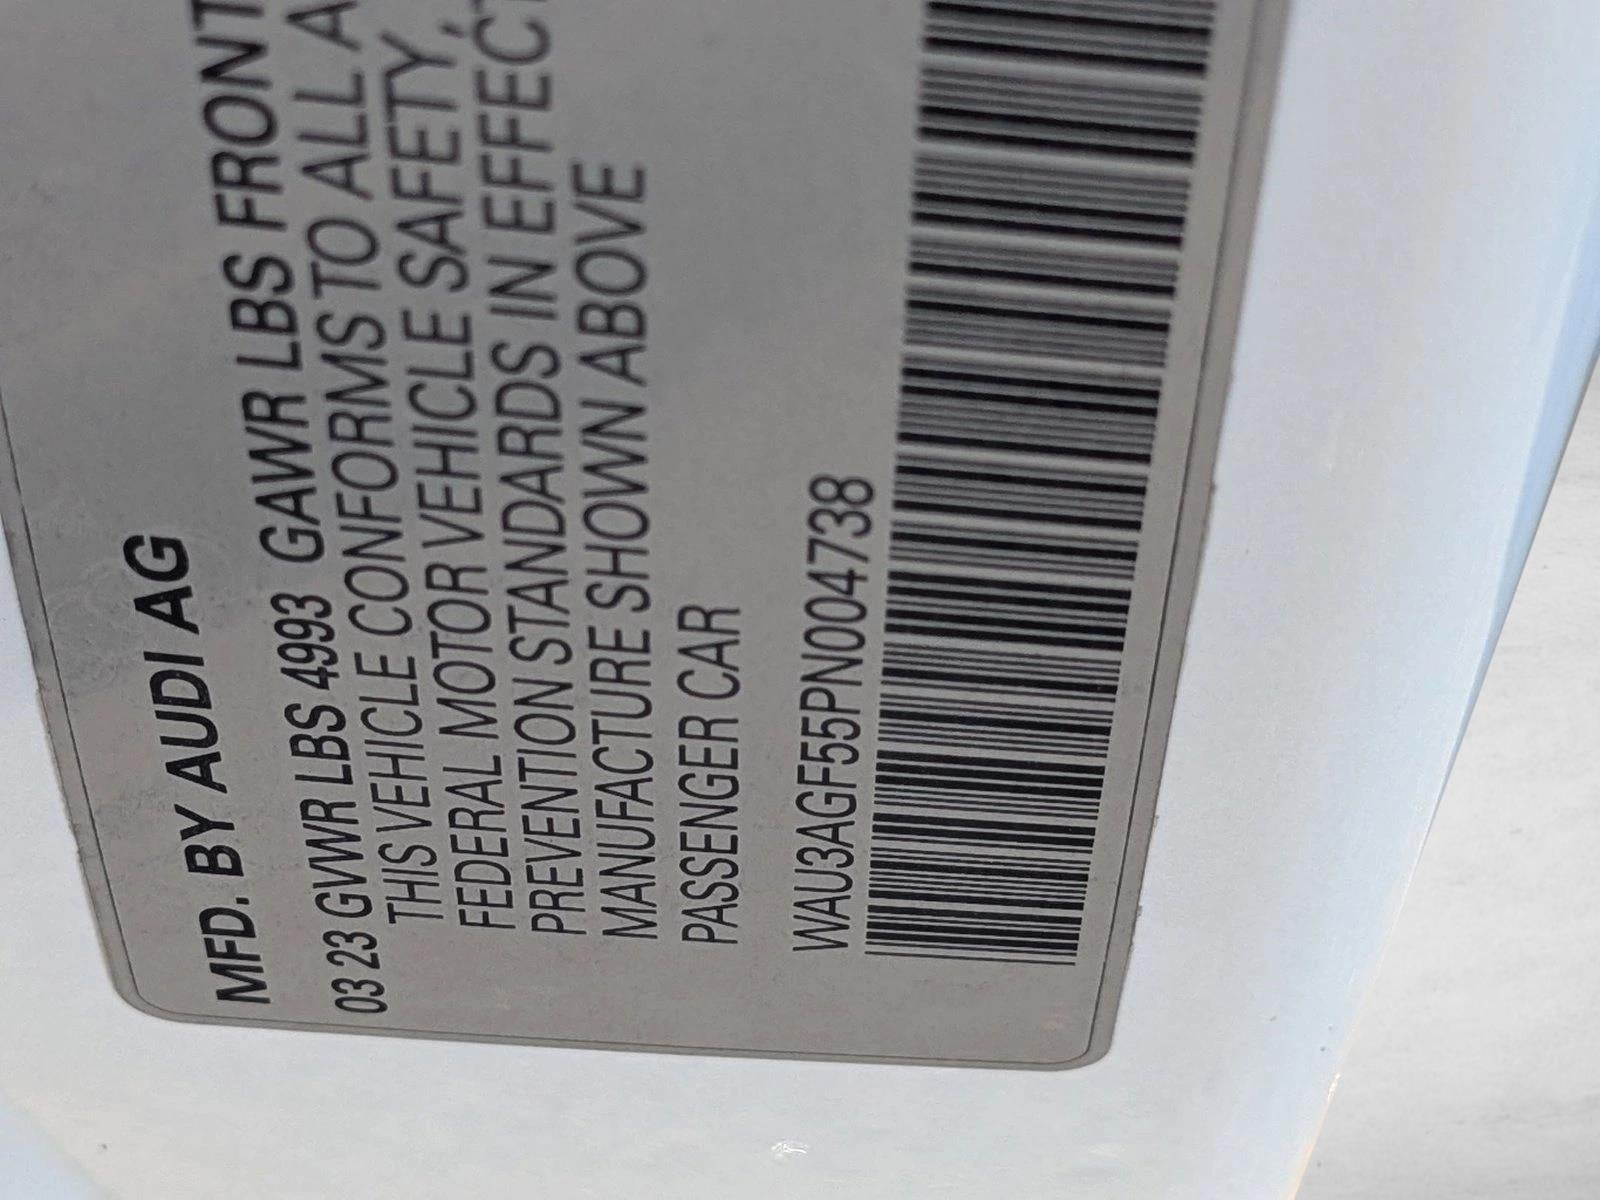 MFD. BY AUDI AG
03 23 GVWR LBS 4993 GAWR LBS FRONT
THIS VEHICLE CONFORMS TO ALL A
FEDERAL MOTOR VEHICLE SAFETY,
PREVENTION STANDARDS IN EFFECT
MANUFACTURE SHOWN ABOVE
PASSENGER CAR
WAU3AGF55PN004738